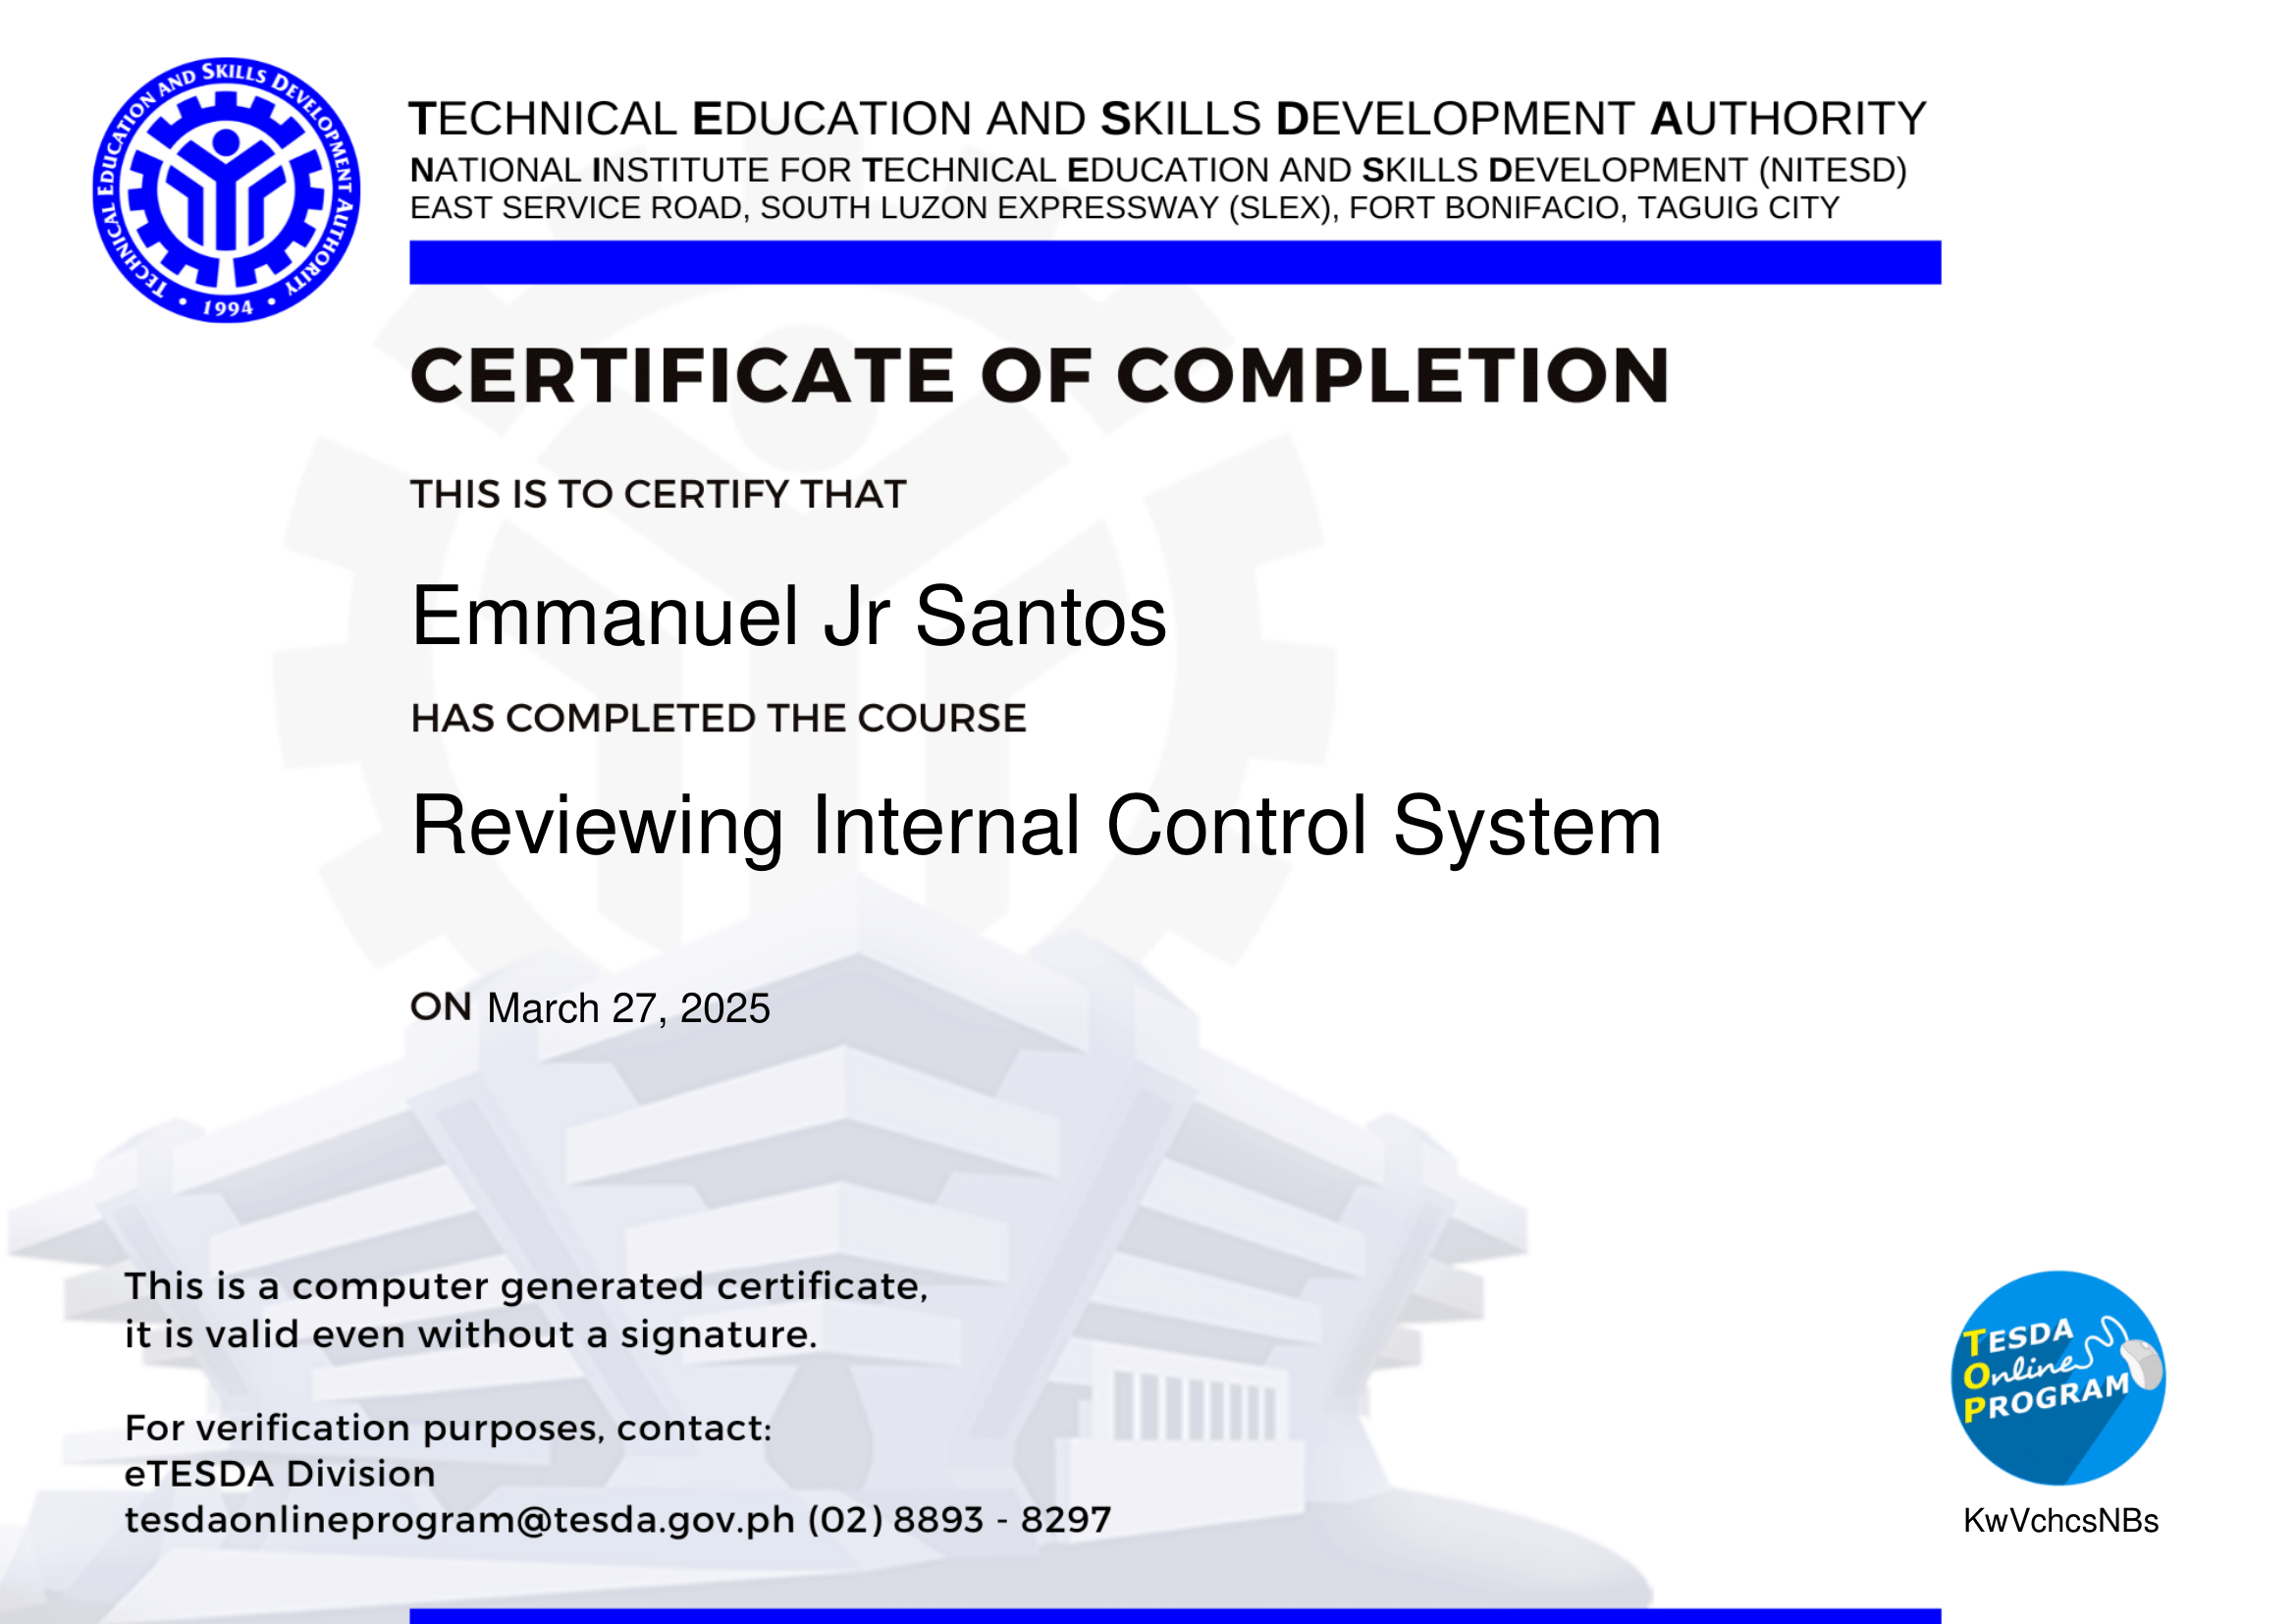 TECHNICAL EDUCATION AND SKILLS DEVELOPMENT AUTHORITY
• 1994 •
TECHNICAL EDUCATION AND SKILLS DEVELOPMENT AUTHORITY
NATIONAL INSTITUTE FOR TECHNICAL EDUCATION AND SKILLS DEVELOPMENT (NITESD)
EAST SERVICE ROAD, SOUTH LUZON EXPRESSWAY (SLEX), FORT BONIFACIO, TAGUIG CITY
CERTIFICATE OF COMPLETION
THIS IS TO CERTIFY THAT
Emmanuel Jr Santos
HAS COMPLETED THE COURSE
Reviewing Internal Control System
ON March 27, 2025
This is a computer generated certificate,
it is valid even without a signature.
For verification purposes, contact:
eTESDA Division
tesdaonlineprogram@tesda.gov.ph (02) 8893 - 8297
TESDA
Online
PROGRAM
KwVchcsNBs